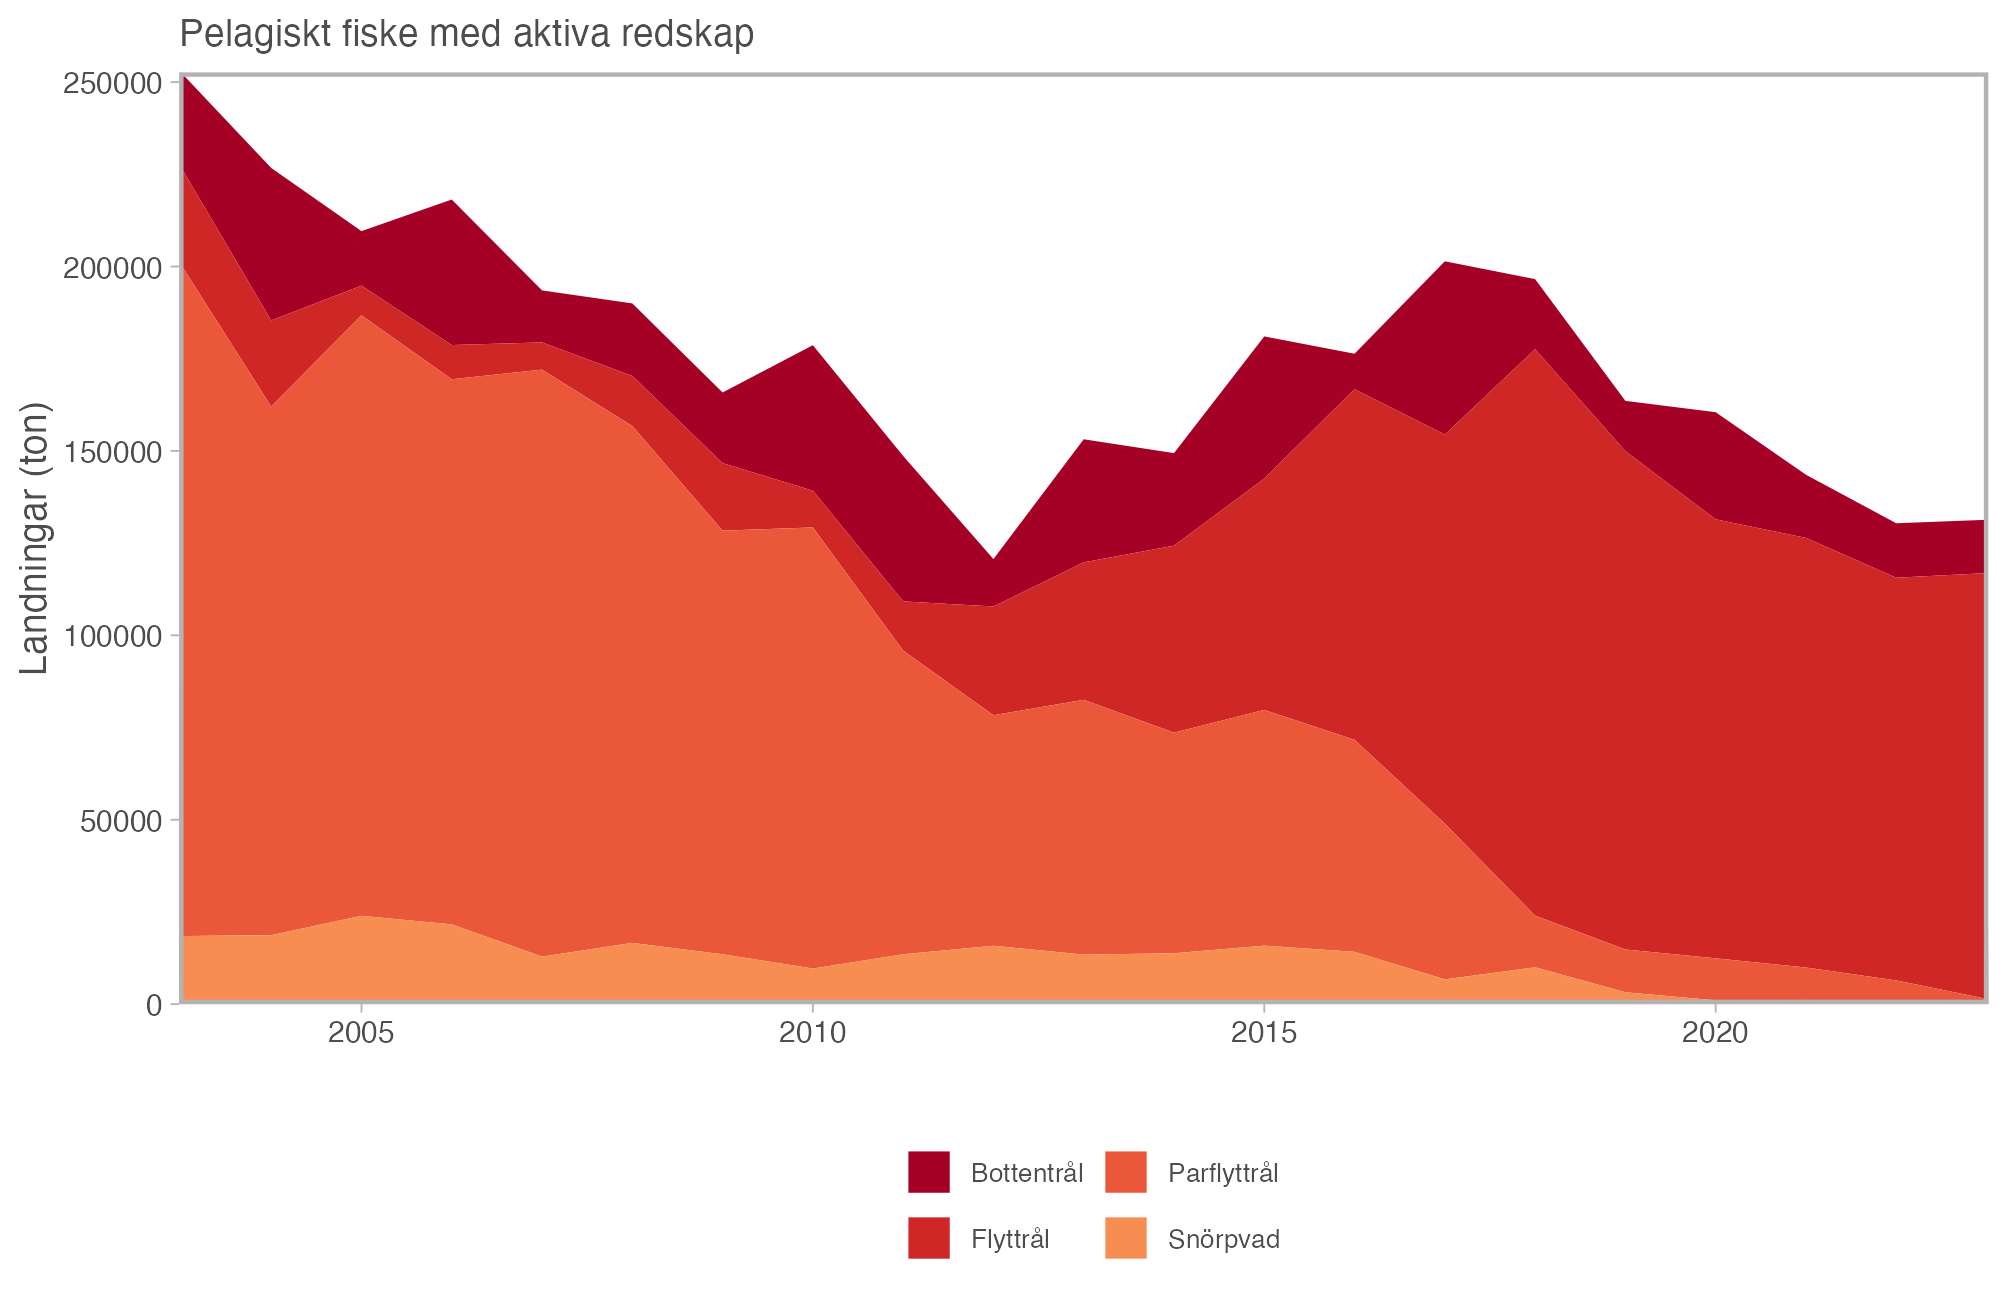 Pelagiskt fiske med aktiva redskap
Landningar (ton)
250000
200000
150000
100000
50000
0
2005 2010 2015 2020
Bottentrål Parflyttrål
Flyttrål Snörpvad